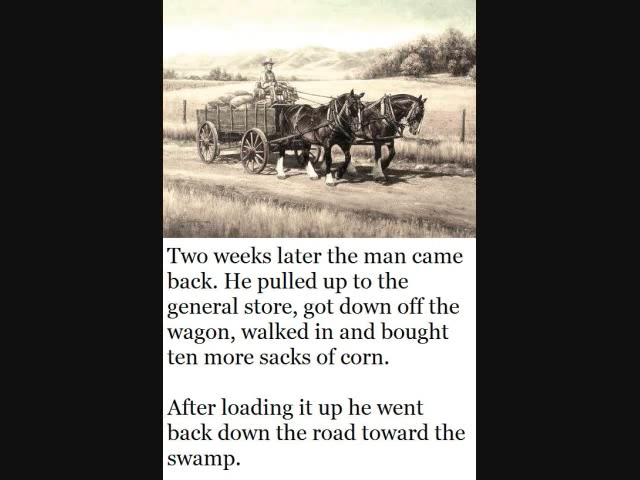 Two weeks later the man came
back. He pulled up to the
general store, got down off the
wagon, walked in and bought
ten more sacks of corn.
After loading it up he went
back down the road toward the
swamp.